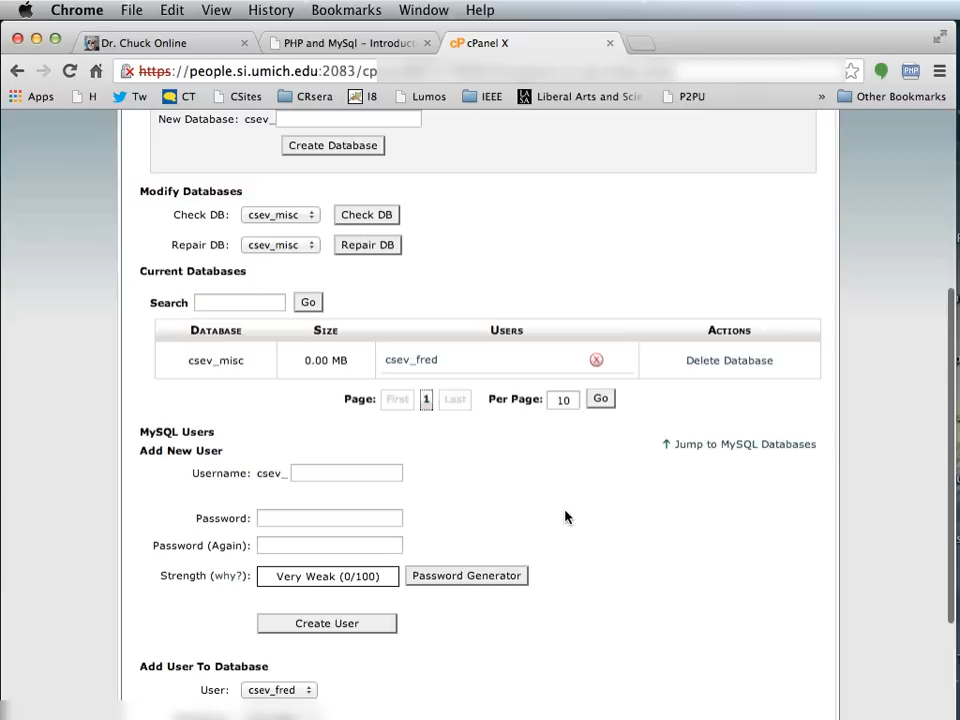 Chrome File Edit View History Bookmarks Window Help
Dr. Chuck Online × PHP and MySql – Introduct × cP cPanel X ×
https://people.si.umich.edu:2083/cp PHP
Apps H Tw CT CSites CRsera I8 Lumos IEEE Liberal Arts and Scie P2PU » Other Bookmarks
New Database: csev_
Create Database
Modify Databases
Check DB: csev_misc Check DB
Repair DB: csev_misc Repair DB
Current Databases
Search Go
DATABASE SIZE USERS ACTIONS
csev_misc 0.00 MB csev_fred Delete Database
Page: First 1 Last Per Page: 10 Go
MySQL Users
Jump to MySQL Databases
Add New User
Username: csev_
Password:
Password (Again):
Strength (why?): Very Weak (0/100) Password Generator
Create User
Add User To Database
User: csev_fred